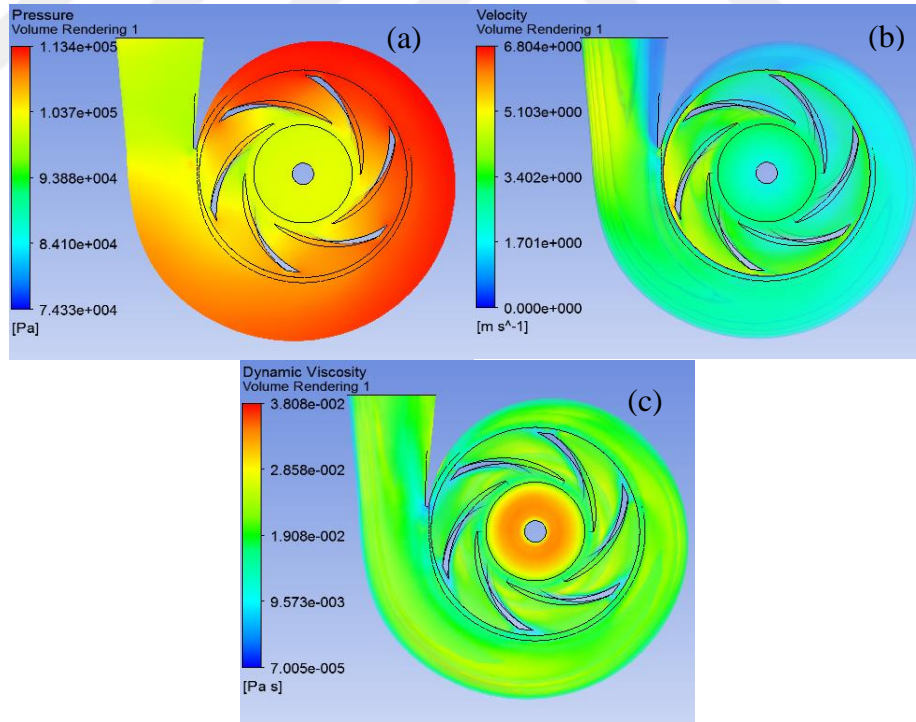 Pressure
Volume Rendering 1
(a)
1.134e+005
1.037e+005
9.388e+004
8.410e+004
7.433e+004
[Pa]
Velocity
Volume Rendering 1
(b)
6.804e+000
5.103e+000
3.402e+000
1.701e+000
0.000e+000
[m s^-1]
Dynamic Viscosity
Volume Rendering 1
(c)
3.808e-002
2.858e-002
1.908e-002
9.573e-003
7.005e-005
[Pa s]